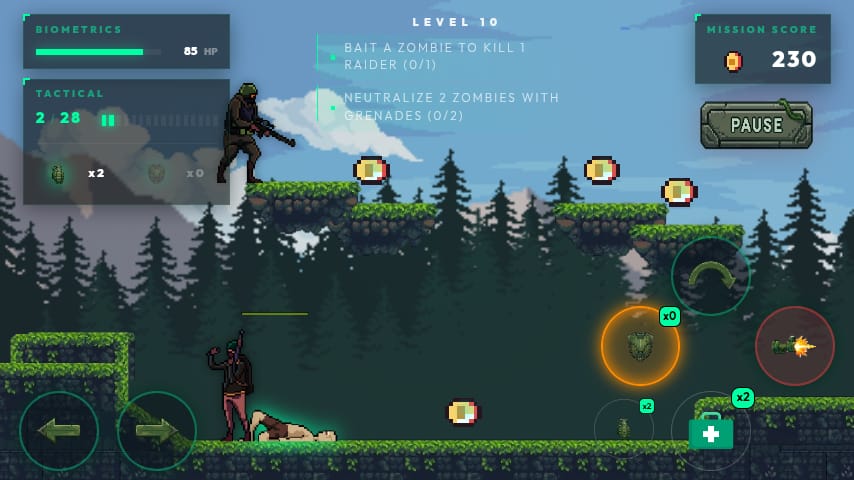 LEVEL 10
BIOMETRICS
85 HP
TACTICAL
2 / 28
x2
x0
BAIT A ZOMBIE TO KILL 1
RAIDER (0/1)
NEUTRALIZE 2 ZOMBIES WITH
GRENADES (0/2)
MISSION SCORE
230
PAUSE
x0
x2
x2